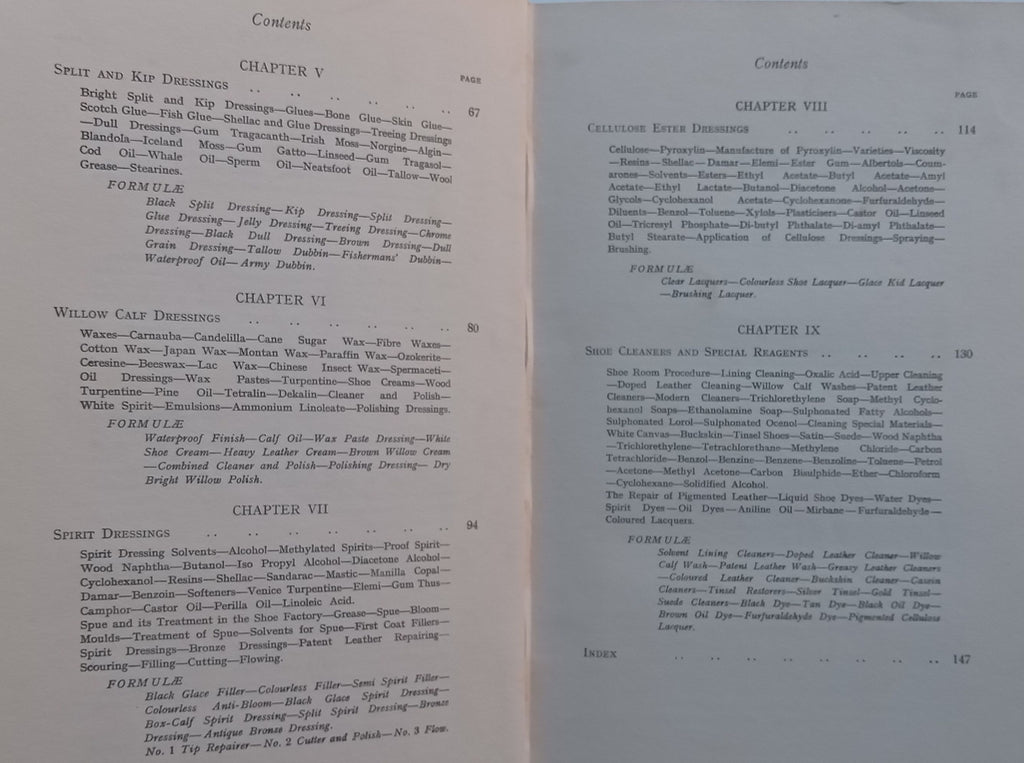 Contents
CHAPTER V
PAGE
SPLIT AND KIP DRESSINGS .. .. .. .. .. .. 67
Bright Split and Kip Dressings—Glues—Bone Glue—Skin Glue—
Scotch Glue—Fish Glue—Shellac and Glue Dressings—Treeing Dressings
—Dull Dressings—Gum Tragacanth—Irish Moss—Norgine—Algin—
Blandola—Iceland Moss—Gum Gatto—Linseed—Gum Tragasol—
Cod Oil—Whale Oil—Sperm Oil—Neatsfoot Oil—Tallow—Wool
Grease—Stearines.
FORMULÆ
Black Split Dressing—Kip Dressing—Split Dressing—
Glue Dressing—Jelly Dressing—Treeing Dressing—Chrome
Dressing—Black Dull Dressing—Brown Dressing—Dull
Grain Dressing—Tallow Dubbin—Fishermans' Dubbin—
Waterproof Oil—Army Dubbin.
CHAPTER VI
WILLOW CALF DRESSINGS .. .. .. .. .. .. 80
Waxes—Carnauba—Candelilla—Cane Sugar Wax—Fibre Waxes—
Cotton Wax—Japan Wax—Montan Wax—Paraffin Wax—Ozokerite—
Ceresine—Beeswax—Lac Wax—Chinese Insect Wax—Spermaceti—
Oil Dressings—Wax Pastes—Turpentine—Shoe Creams—Wood
Turpentine—Pine Oil—Tetralin—Dekalin—Cleaner and Polish—
White Spirit—Emulsions—Ammonium Linoleate—Polishing Dressings.
FORMULÆ
Waterproof Finish—Calf Oil—Wax Paste Dressing—White
Shoe Cream—Heavy Leather Cream—Brown Willow Cream
—Combined Cleaner and Polish—Polishing Dressing—Dry
Bright Willow Polish.
CHAPTER VII
SPIRIT DRESSINGS .. .. .. .. .. .. .. 94
Spirit Dressing Solvents—Alcohol—Methylated Spirits—Proof Spirit—
Wood Naphtha—Butanol—Iso Propyl Alcohol—Diacetone Alcohol—
Cyclohexanol—Resins—Shellac—Sandarac—Mastic—Manilla Copal—
Damar—Benzoin—Softeners—Venice Turpentine—Elemi—Gum Thus—
Camphor—Castor Oil—Perilla Oil—Linoleic Acid.
Spue and its Treatment in the Shoe Factory—Grease—Spue—Bloom—
Moulds—Treatment of Spue—Solvents for Spue—First Coat Fillers—
Spirit Dressings—Bronze Dressings—Patent Leather Repairing—
Scouring—Filling—Cutting—Flowing.
FORMULÆ
Black Glace Filler—Colourless Filler—Semi Spirit Filler—
Colourless Anti-Bloom—Black Glace Spirit Dressing—
Box-Calf Spirit Dressing—Split Spirit Dressing—Bronze
Dressing—Antique Bronze Dressing.
No. 1 Tip Repairer—No. 2 Cutter and Polish—No. 3 Flow.
Contents
PAGE
CHAPTER VIII
CELLULOSE ESTER DRESSINGS .. .. .. .. .. 114
Cellulose—Pyroxylin—Manufacture of Pyroxylin—Varieties—Viscosity
—Resins—Shellac—Damar—Elemi—Ester Gum—Albertols—Coum-
arones—Solvents—Esters—Ethyl Acetate—Butyl Acetate—Amyl
Acetate—Ethyl Lactate—Butanol—Diacetone Alcohol—Acetone—
Glycols—Cyclohexanol Acetate—Cyclohexanone—Furfuraldehyde—
Diluents—Benzol—Toluene—Xylols—Plasticisers—Castor Oil—Linseed
Oil—Tricresyl Phosphate—Di-butyl Phthalate—Di-amyl Phthalate—
Butyl Stearate—Application of Cellulose Dressings—Spraying—
Brushing.
FORMULÆ
Clear Lacquers—Colourless Shoe Lacquer—Glace Kid Lacquer
—Brushing Lacquer.
CHAPTER IX
SHOE CLEANERS AND SPECIAL REAGENTS .. .. .. .. 130
Shoe Room Procedure—Lining Cleaning—Oxalic Acid—Upper Cleaning
—Doped Leather Cleaning—Willow Calf Washes—Patent Leather
Cleaners—Modern Cleaners—Trichlorethylene Soap—Methyl Cyclo-
hexanol Soaps—Ethanolamine Soap—Sulphonated Fatty Alcohols—
Sulphonated Lorol—Sulphonated Ocenol—Cleaning Special Materials—
White Canvas—Buckskin—Tinsel Shoes—Satin—Suede—Wood Naphtha
—Trichlorethylene—Tetrachlorethane—Methylene Chloride—Carbon
Tetrachloride—Benzol—Benzine—Benzene—Benzoline—Toluene—Petrol
—Acetone—Methyl Acetone—Carbon Bisulphide—Ether—Chloroform
—Cyclohexane—Solidified Alcohol.
The Repair of Pigmented Leather—Liquid Shoe Dyes—Water Dyes—
Spirit Dyes—Oil Dyes—Aniline Oil—Mirbane—Furfuraldehyde—
Coloured Lacquers.
FORMULÆ
Solvent Lining Cleaners—Doped Leather Cleaner—Willow
Calf Wash—Patent Leather Wash—Greasy Leather Cleaners
—Coloured Leather Cleaner—Buckskin Cleaner—Casein
Cleaners—Tinsel Restorers—Silver Tinsel—Gold Tinsel—
Suede Cleaners—Black Dye—Tan Dye—Black Oil Dye—
Brown Oil Dye—Furfuraldehyde Dye—Pigmented Cellulose
Lacquer.
INDEX .. .. .. .. .. .. .. .. 147